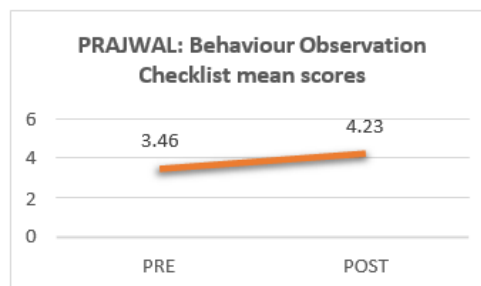 PRAJWAL: Behaviour Observation
Checklist mean scores
6
4
2
0
3.46
4.23
PRE
POST